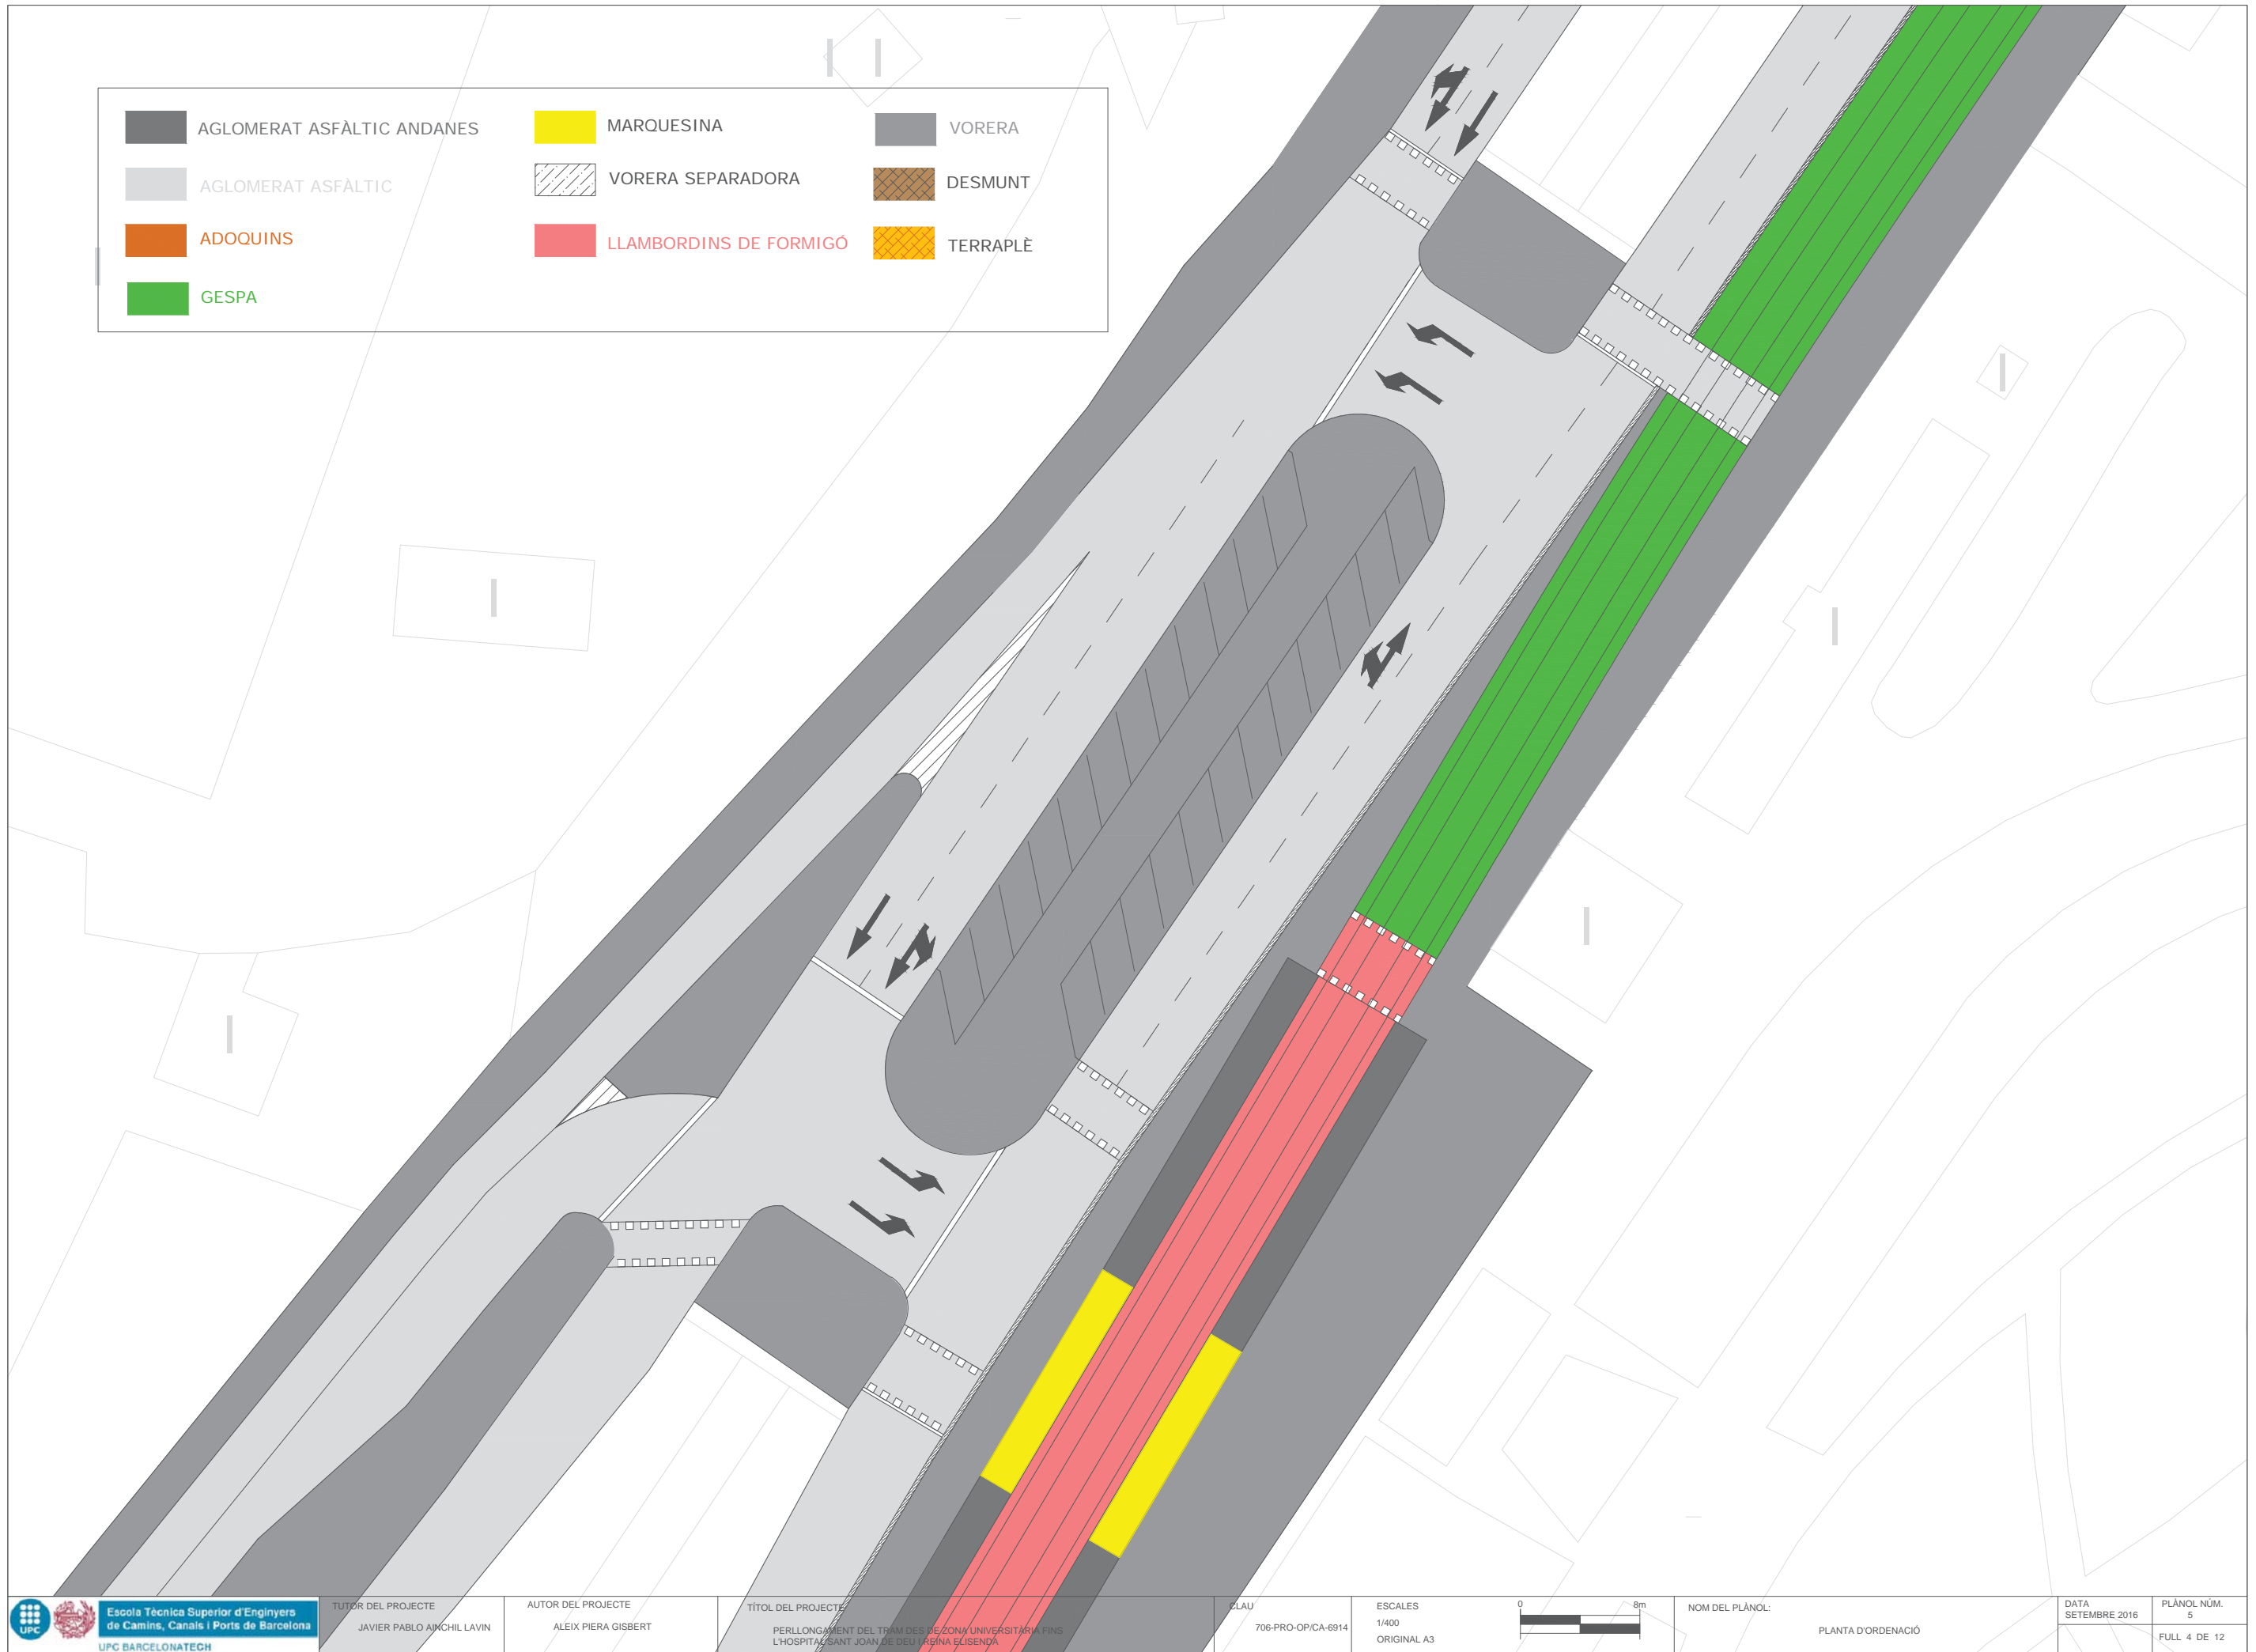 AGLOMERAT ASFÀLTIC ANDANES
MARQUESINA
VORERA
AGLOMERAT ASFÀLTIC
VORERA SEPARADORA
DESMUNT
ADOQUINS
LLAMBORDINS DE FORMIGÓ
TERRAPLÈ
GESPA
UPC
Escola Tècnica Superior d'Enginyers
de Camins, Canals i Ports de Barcelona
UPC BARCELONATECH
TUTOR DEL PROJECTE
JAVIER PABLO AINCHIL LAVIN
AUTOR DEL PROJECTE
ALEIX PIERA GISBERT
TÍTOL DEL PROJECTE
PERLLONGAMENT DEL TRAM DES DE ZONA UNIVERSITÀRIA FINS
L'HOSPITAL SANT JOAN DE DEU I REINA ELISENDA
CLAU
706-PRO-OP/CA-6914
ESCALES
1/400
ORIGINAL A3
0 8m
NOM DEL PLÀNOL:
PLANTA D'ORDENACIÓ
DATA
SETEMBRE 2016
PLÀNOL NÚM.
5
FULL 4 DE 12